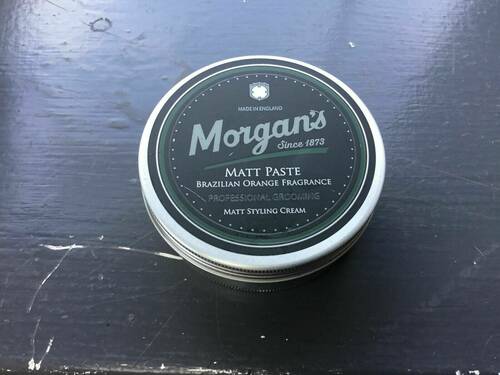 MADE IN ENGLAND
Morgan's
Since 1873
MATT PASTE
BRAZILIAN ORANGE FRAGRANCE
PROFESSIONAL GROOMING
MATT STYLING CREAM